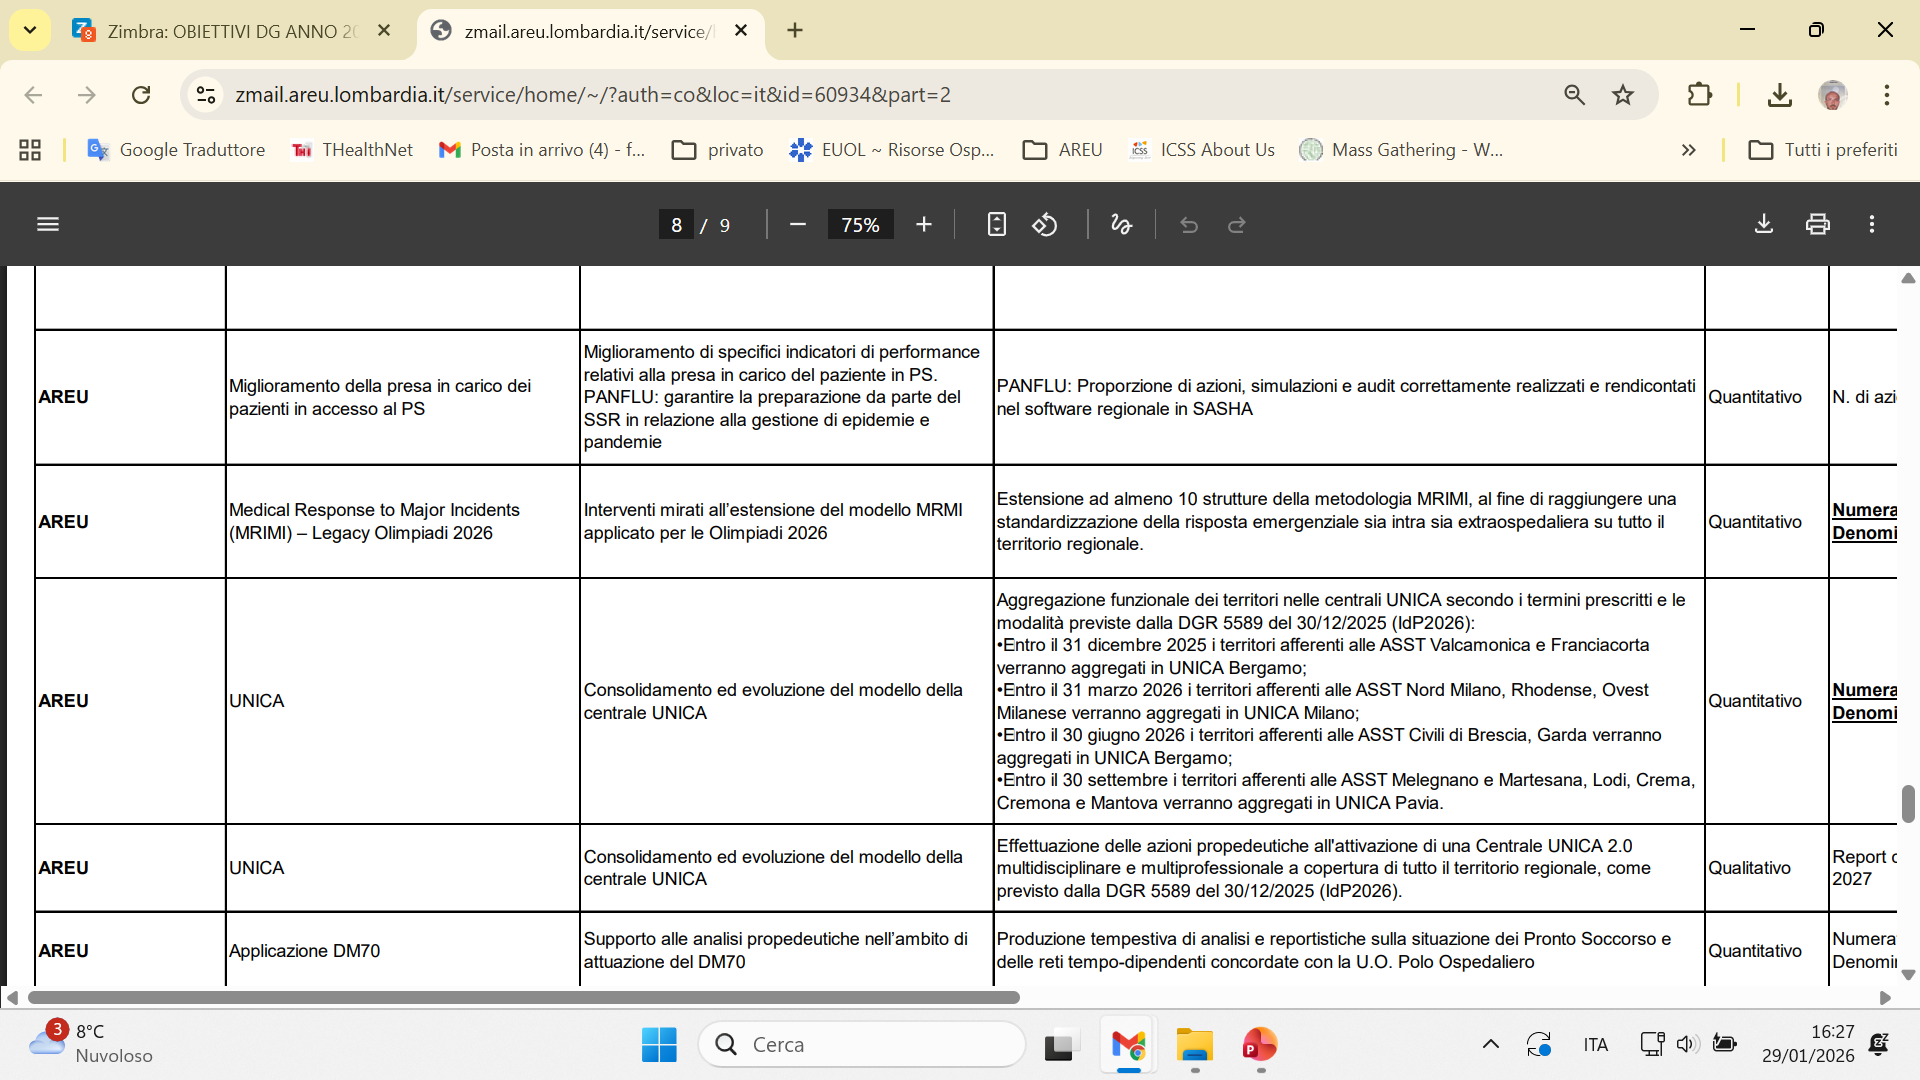 Zimbra: OBIETTIVI DG ANNO 20
zmail.areu.lombardia.it/service/
zmail.areu.lombardia.it/service/home/~/?auth=co&loc=it&id=60934&part=2
Google Traduttore
THealthNet
Posta in arrivo (4) - f...
privato
EUOL ~ Risorse Osp...
AREU
ICSS About Us
Mass Gathering - W...
Tutti i preferiti
8 / 9
75%
AREU
Miglioramento della presa in carico dei
pazienti in accesso al PS
Miglioramento di specifici indicatori di performance
relativi alla presa in carico del paziente in PS.
PANFLU: garantire la preparazione da parte del
SSR in relazione alla gestione di epidemie e
pandemie
PANFLU: Proporzione di azioni, simulazioni e audit correttamente realizzati e rendicontati
nel software regionale in SASHA
Quantitativo
N. di azi
AREU
Medical Response to Major Incidents
(MRIMI) – Legacy Olimpiadi 2026
Interventi mirati all’estensione del modello MRMI
applicato per le Olimpiadi 2026
Estensione ad almeno 10 strutture della metodologia MRIMI, al fine di raggiungere una
standardizzazione della risposta emergenziale sia intra sia extraospedaliera su tutto il
territorio regionale.
Quantitativo
Numera
Denomi
AREU
UNICA
Consolidamento ed evoluzione del modello della
centrale UNICA
Aggregazione funzionale dei territori nelle centrali UNICA secondo i termini prescritti e le
modalità previste dalla DGR 5589 del 30/12/2025 (IdP2026):
•Entro il 31 dicembre 2025 i territori afferenti alle ASST Valcamonica e Franciacorta
verranno aggregati in UNICA Bergamo;
•Entro il 31 marzo 2026 i territori afferenti alle ASST Nord Milano, Rhodense, Ovest
Milanese verranno aggregati in UNICA Milano;
•Entro il 30 giugno 2026 i territori afferenti alle ASST Civili di Brescia, Garda verranno
aggregati in UNICA Bergamo;
•Entro il 30 settembre i territori afferenti alle ASST Melegnano e Martesana, Lodi, Crema,
Cremona e Mantova verranno aggregati in UNICA Pavia.
Quantitativo
Numera
Denomi
AREU
UNICA
Consolidamento ed evoluzione del modello della
centrale UNICA
Effettuazione delle azioni propedeutiche all'attivazione di una Centrale UNICA 2.0
multidisciplinare e multiprofessionale a copertura di tutto il territorio regionale, come
previsto dalla DGR 5589 del 30/12/2025 (IdP2026).
Qualitativo
Report
2027
AREU
Applicazione DM70
Supporto alle analisi propedeutiche nell’ambito di
attuazione del DM70
Produzione tempestiva di analisi e reportistiche sulla situazione dei Pronto Soccorso e
delle reti tempo-dipendenti concordate con la U.O. Polo Ospedaliero
Quantitativo
Numera
Denomi
3
8°C
Nuvoloso
Cerca
ITA
16:27
29/01/2026